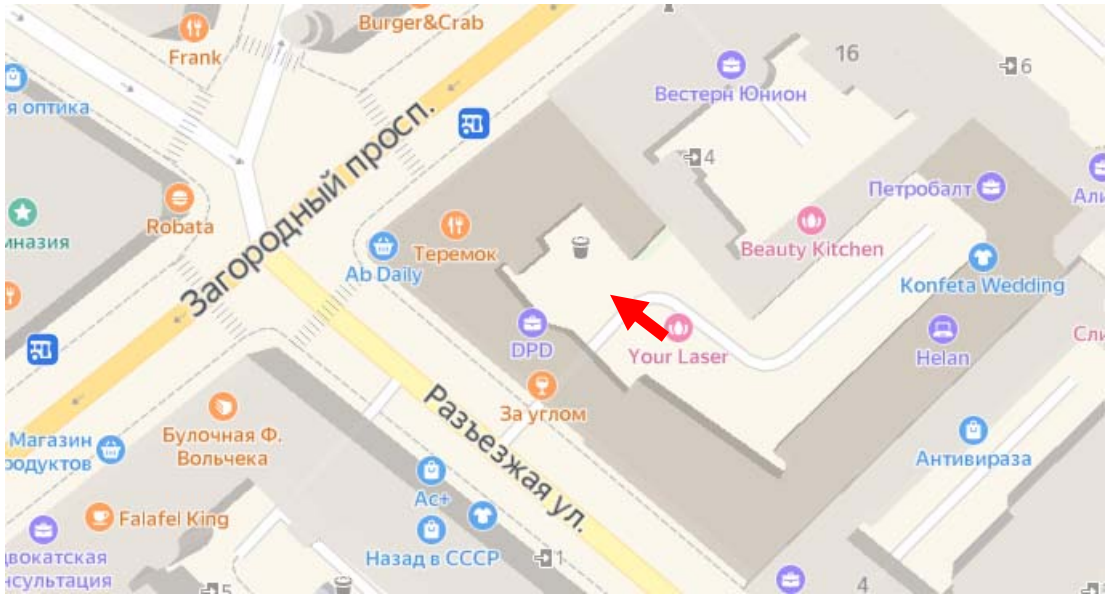 Burger&Crab
Frank
16
6
Вестерн Юнион
я оптика
Загородный просп.
4
Петробалт
Али
Robata
мназия
Теремок
Ab Daily
Beauty Kitchen
Konfeta Wedding
DPD
Your Laser
Helan
Сли
За углом
Разъезжая ул.
Булочная Ф.
Вольчека
Магазин
родуктов
Антивираза
Ас+
Falafel King
Назад в СССР
1
двокатская
нсультация
5
4